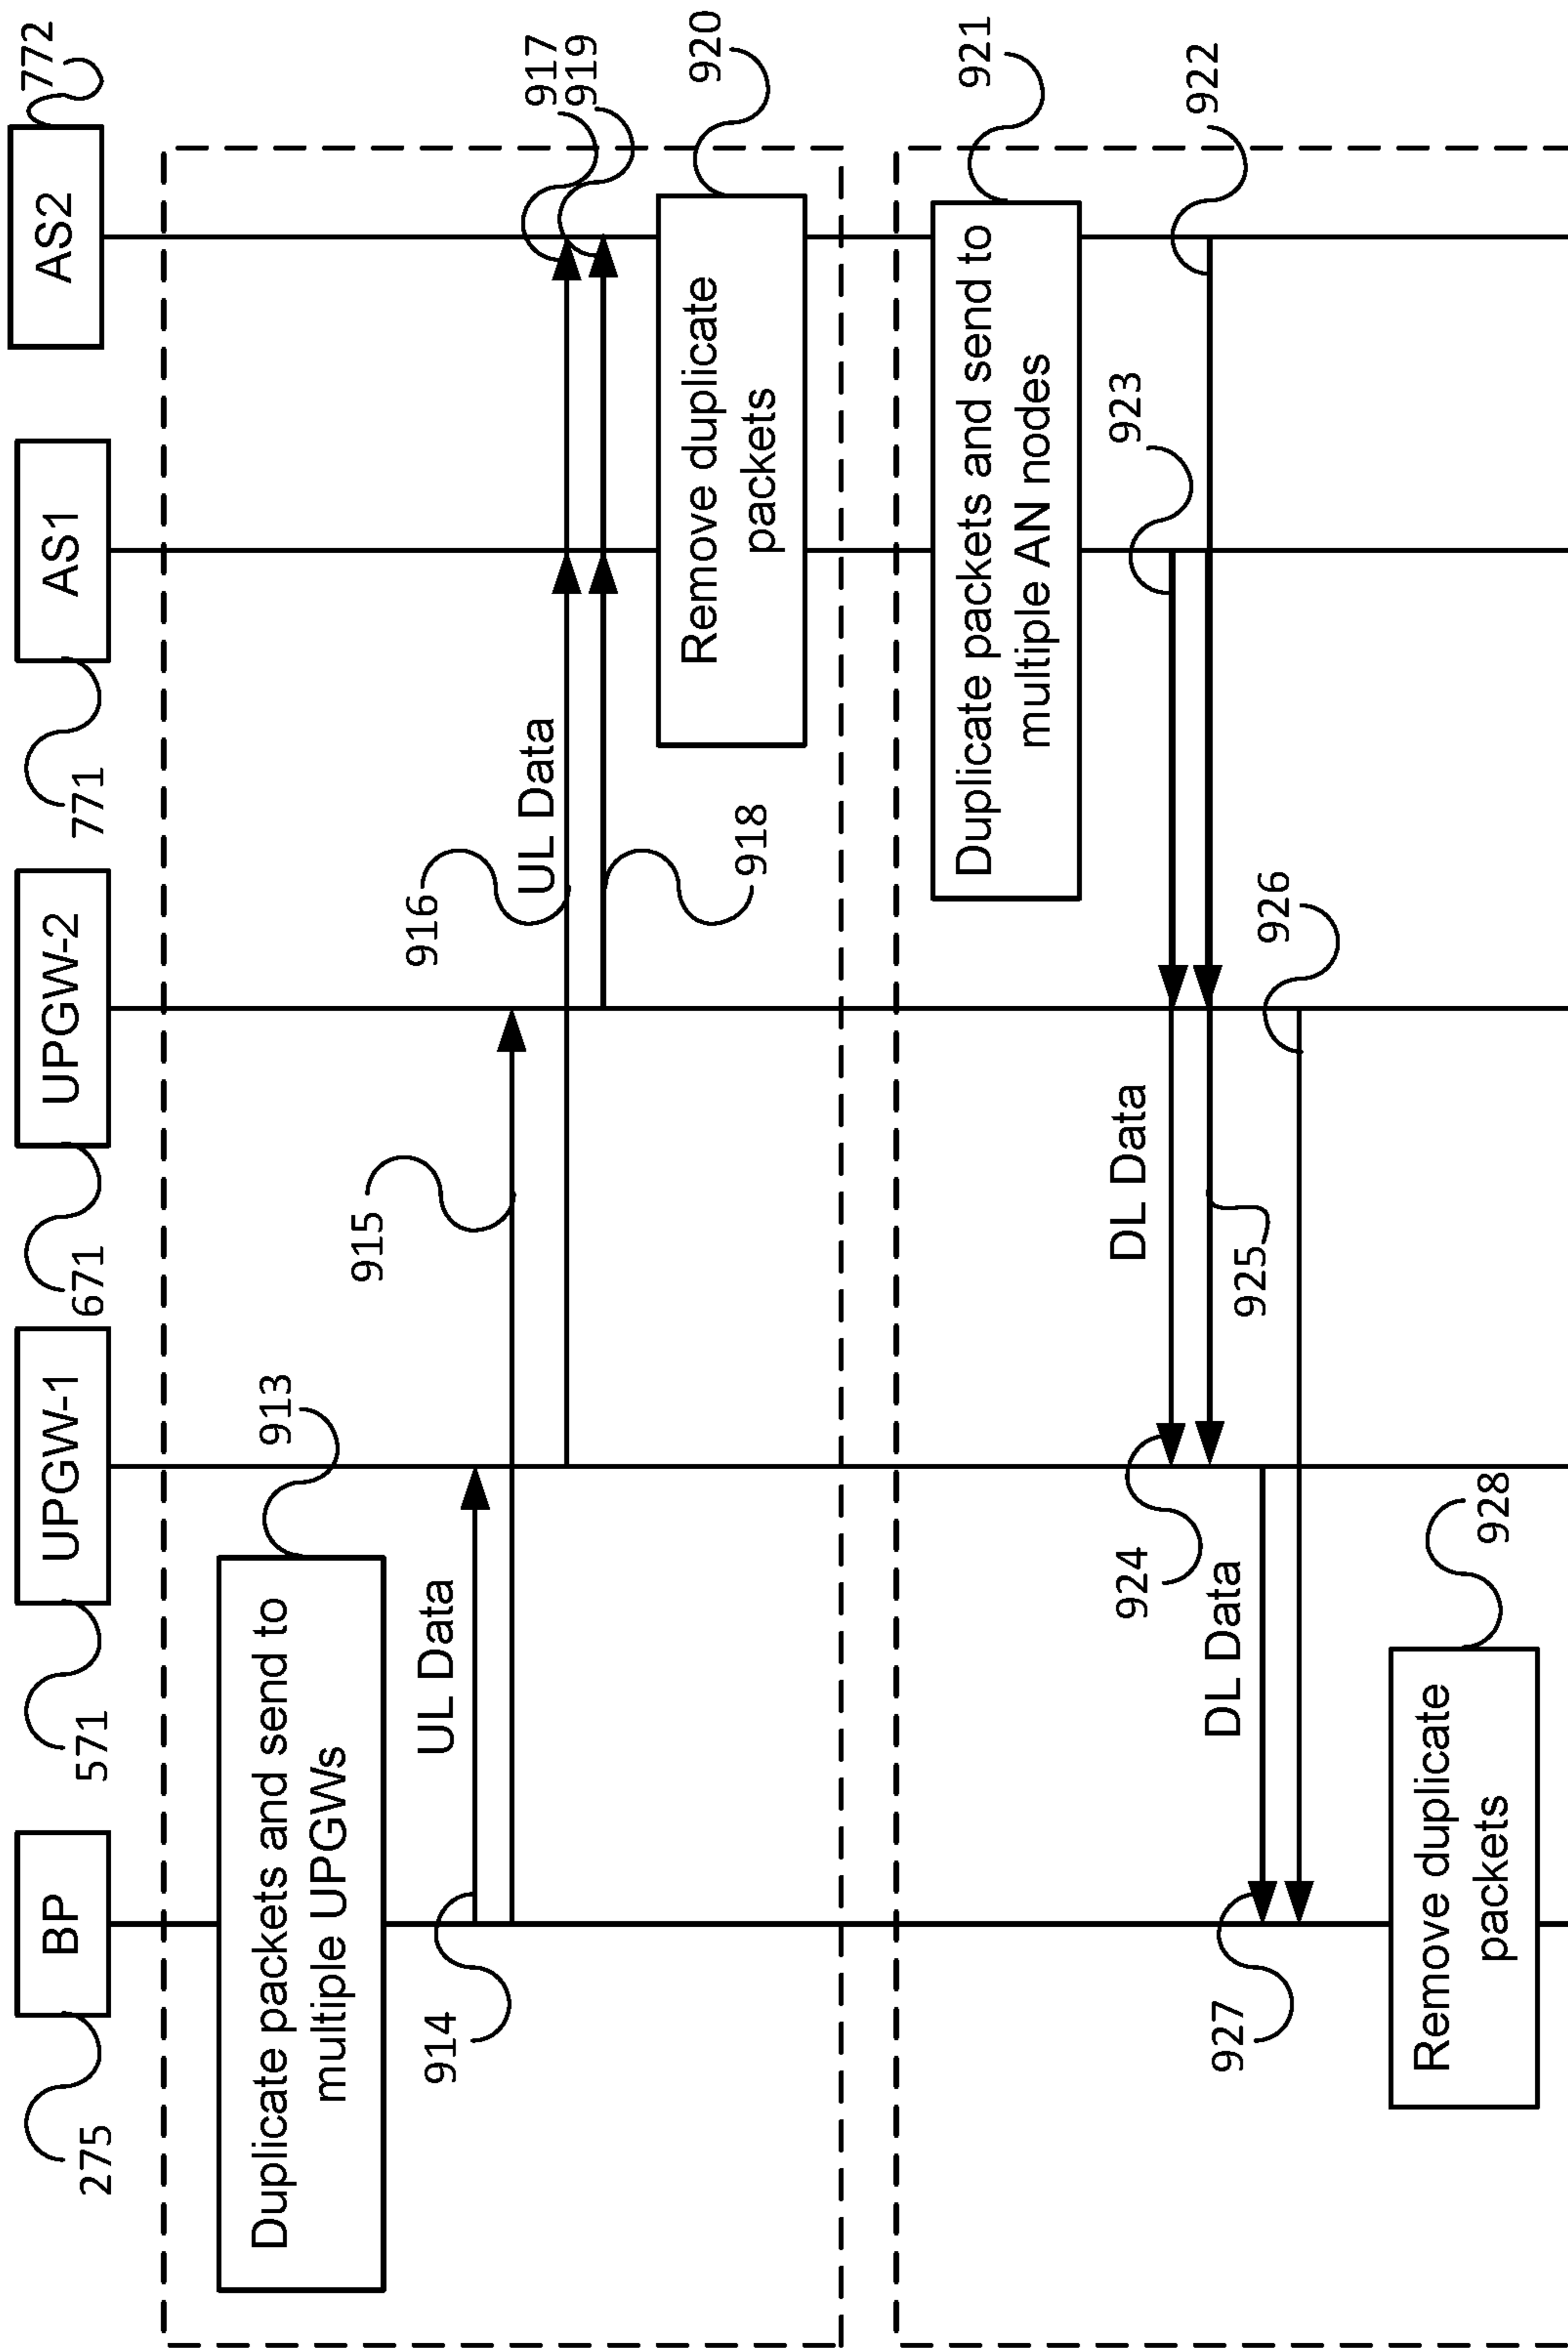 BP
UPGW-1
UPGW-2
AS1
AS2
275
571
671
771
772
Duplicate packets and send to
multiple UPGWs
913
UL Data
914
915
UL Data
916
917
918
919
Remove duplicate
packets
920
Duplicate packets and send to
multiple AN nodes
921
922
923
DL Data
924
925
926
DL Data
927
Remove duplicate
packets
928